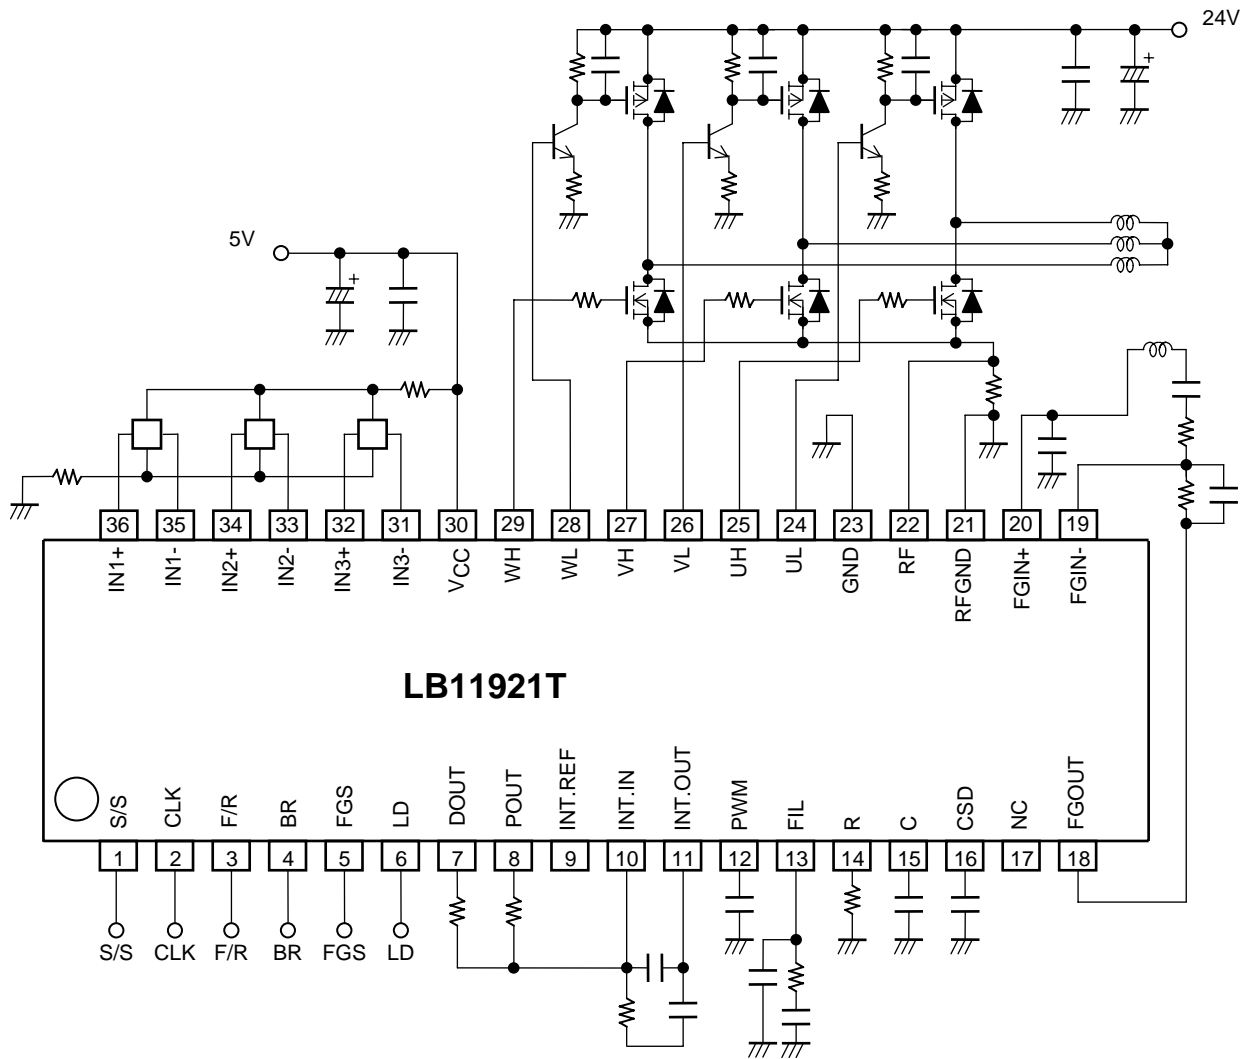 24V
5V
36 35 34 33 32 31 30 29 28 27 26 25 24 23 22 21 20 19
IN1+ IN1- IN2+ IN2- IN3+ IN3- VCC WH WL VH VL UH UL GND RF RFGND FGIN+ FGIN-
LB11921T
S/S CLK F/R BR FGS LD DOUT POUT INT.REF INT.IN INT.OUT PWM FIL R C CSD NC FGOUT
1 2 3 4 5 6 7 8 9 10 11 12 13 14 15 16 17 18
S/S CLK F/R BR FGS LD